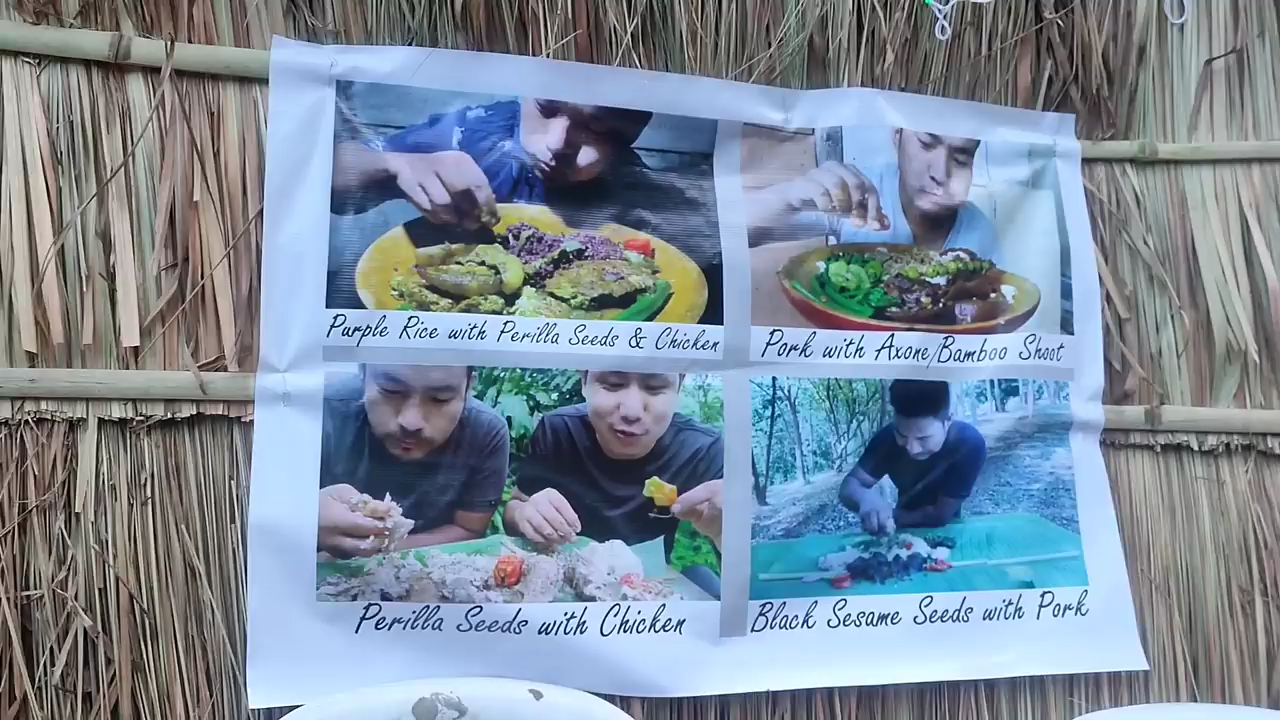 Purple Rice with Perilla Seeds & Chicken
Pork with Axone/Bamboo Shoot
Perilla Seeds with Chicken
Black Sesame Seeds with Pork